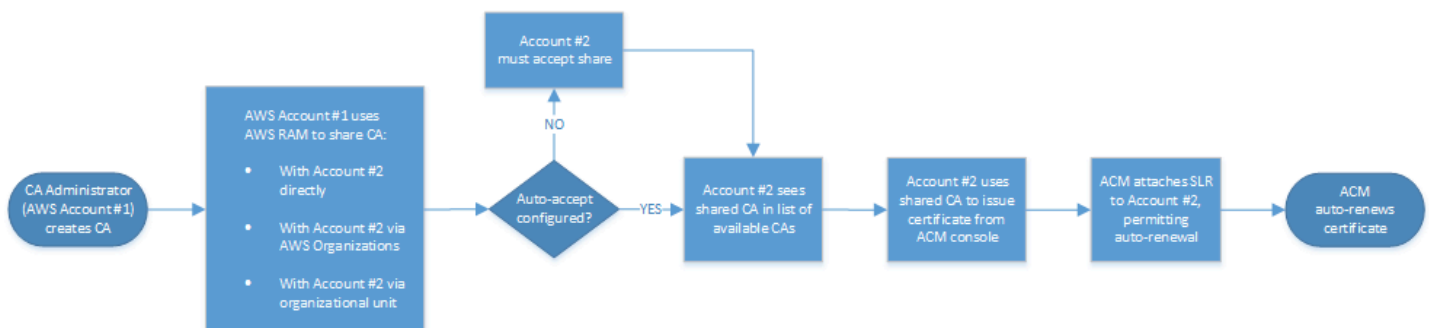 CA Administrator
(AWS Account #1)
creates CA
AWS Account #1 uses
AWS RAM to share CA:
• With Account #2
directly
• With Account #2 via
AWS Organizations
• With Account #2 via
organizational unit
Auto-accept
configured?
NO
Account #2
must accept share
YES
Account #2 sees
shared CA in list of
available CAs
Account #2 uses
shared CA to issue
certificate from
ACM console
ACM attaches SLR
to Account #2,
permitting
auto-renewal
ACM
auto-renews
certificate